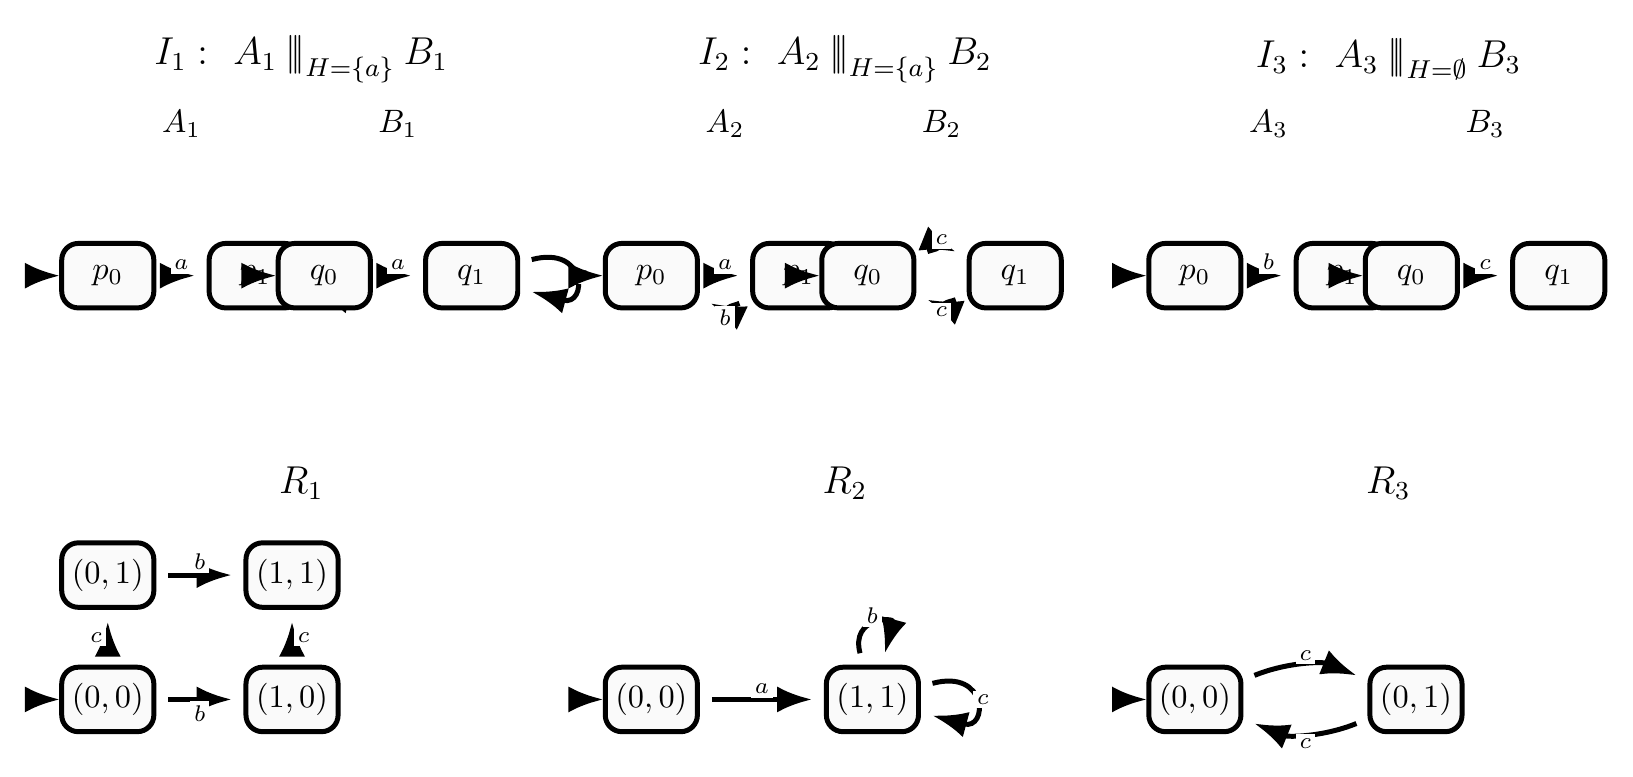 I₁ : A₁ |||_{H={a}} B₁ I₂ : A₂ |||_{H={a}} B₂ I₃ : A₃ |||_{H=∅} B₃
A₁ B₁ A₂ B₂ A₃ B₃
c
p₀ a q₀ a q₁ p₀ a q₀ q₁ p₀ b q₀ c q₁
b c
R₁ R₂ R₃
(0, 1) b (1, 1)
c c b c
(0, 0) b (1, 0) (0, 0) a (1, 1) c (0, 0) (0, 1)
c